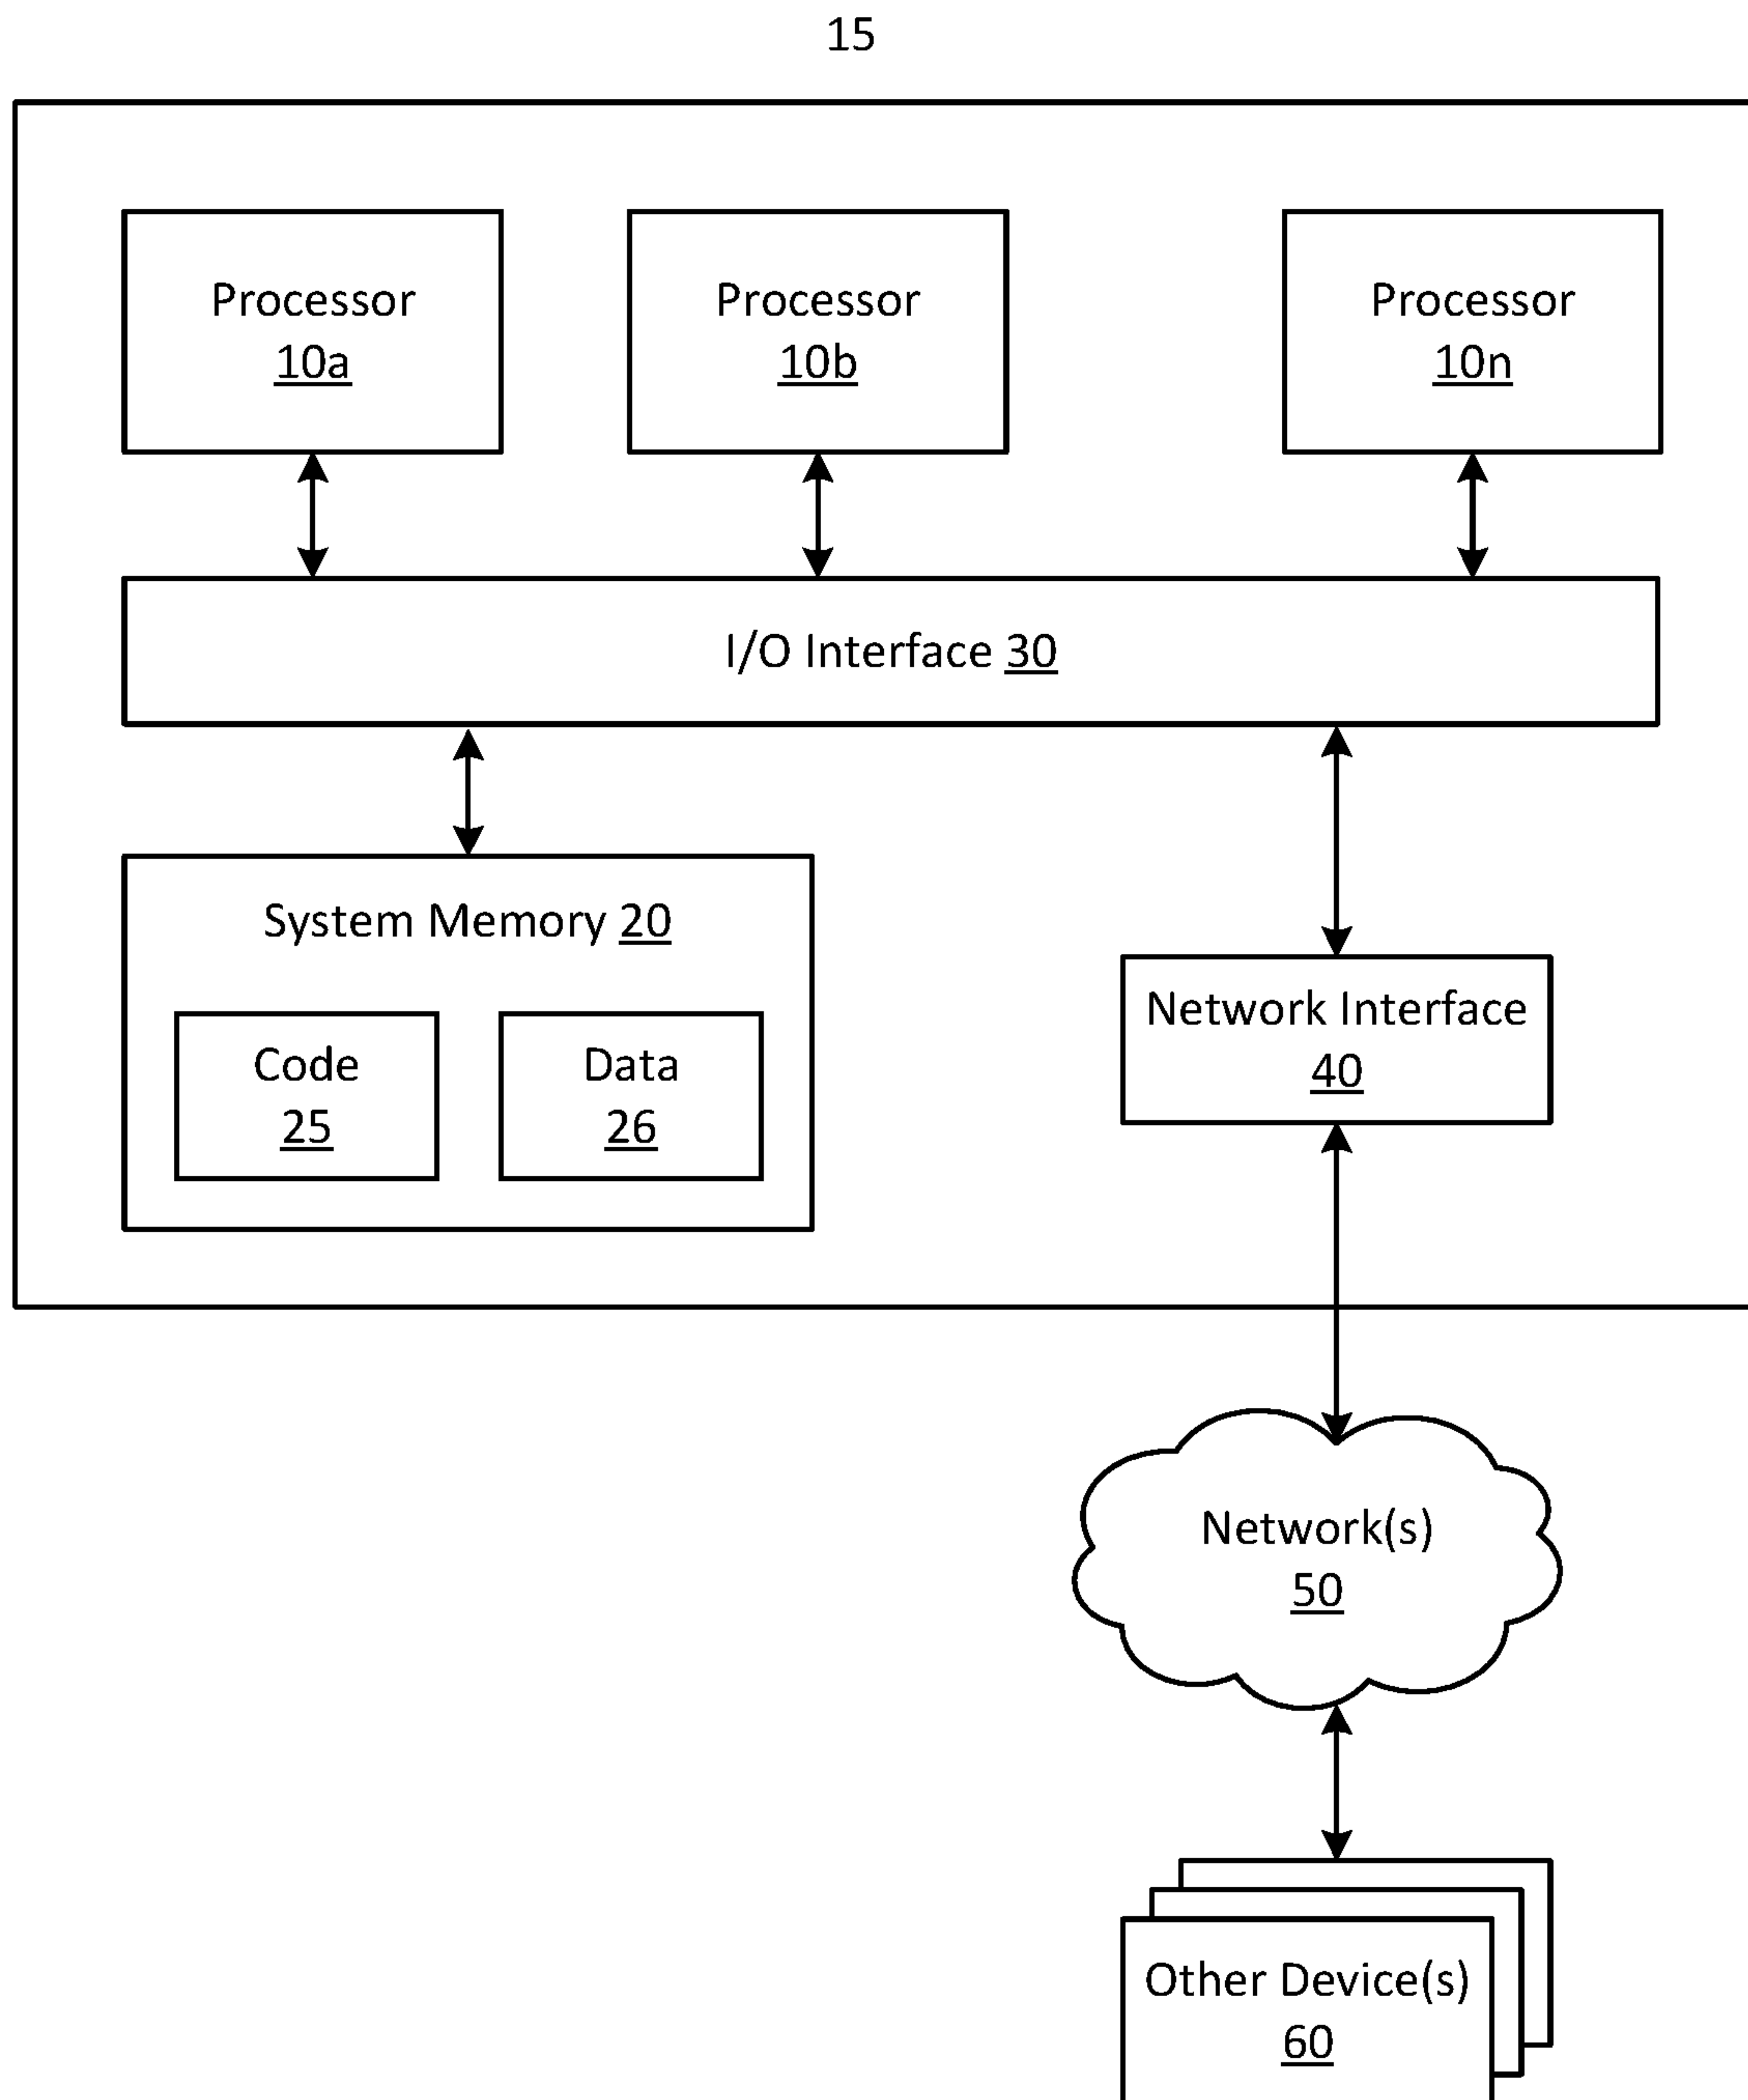 15
Processor
10a
Processor
10b
Processor
10n
I/O Interface 30
System Memory 20
Code
25
Data
26
Network Interface
40
Network(s)
50
Other Device(s)
60